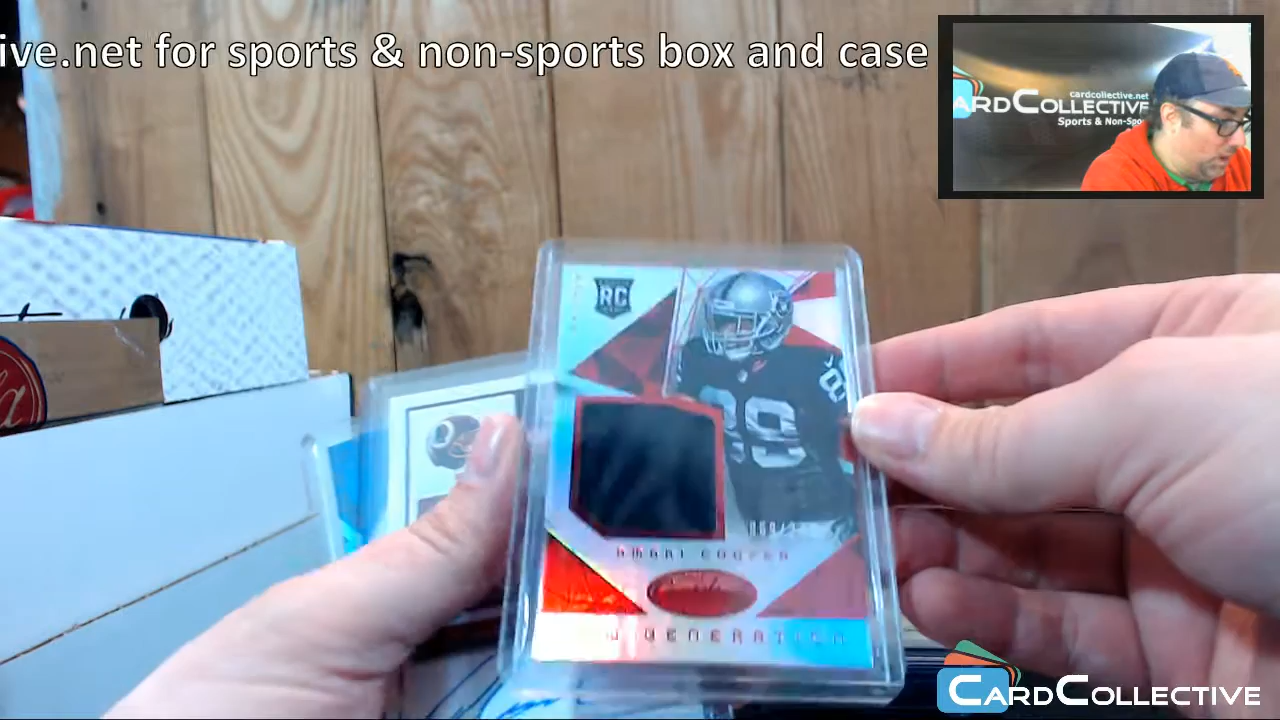 ive.net for sports & non-sports box and case
cardcollective.net
ARDCOLLECTIVE
Sports & Non-Spo
RC
89
AMARI COOPER
GENERATION
CARDCOLLECTIVE